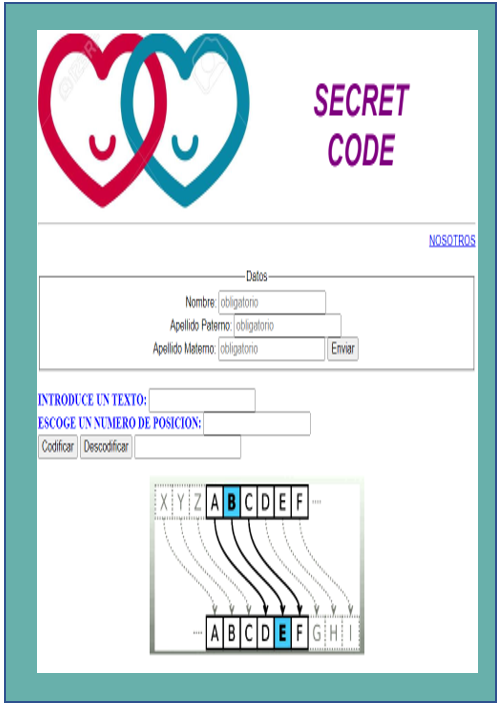 SECRET
CODE
NOSOTROS
Datos
Nombre: obligatorio
Apellido Paterno: obligatorio
Apellido Materno: obligatorio Enviar
INTRODUCE UN TEXTO:
ESCOGE UN NUMERO DE POSICION:
Codificar Descodificar
X Y Z A B C D E F ....
.... A B C D E F G H I